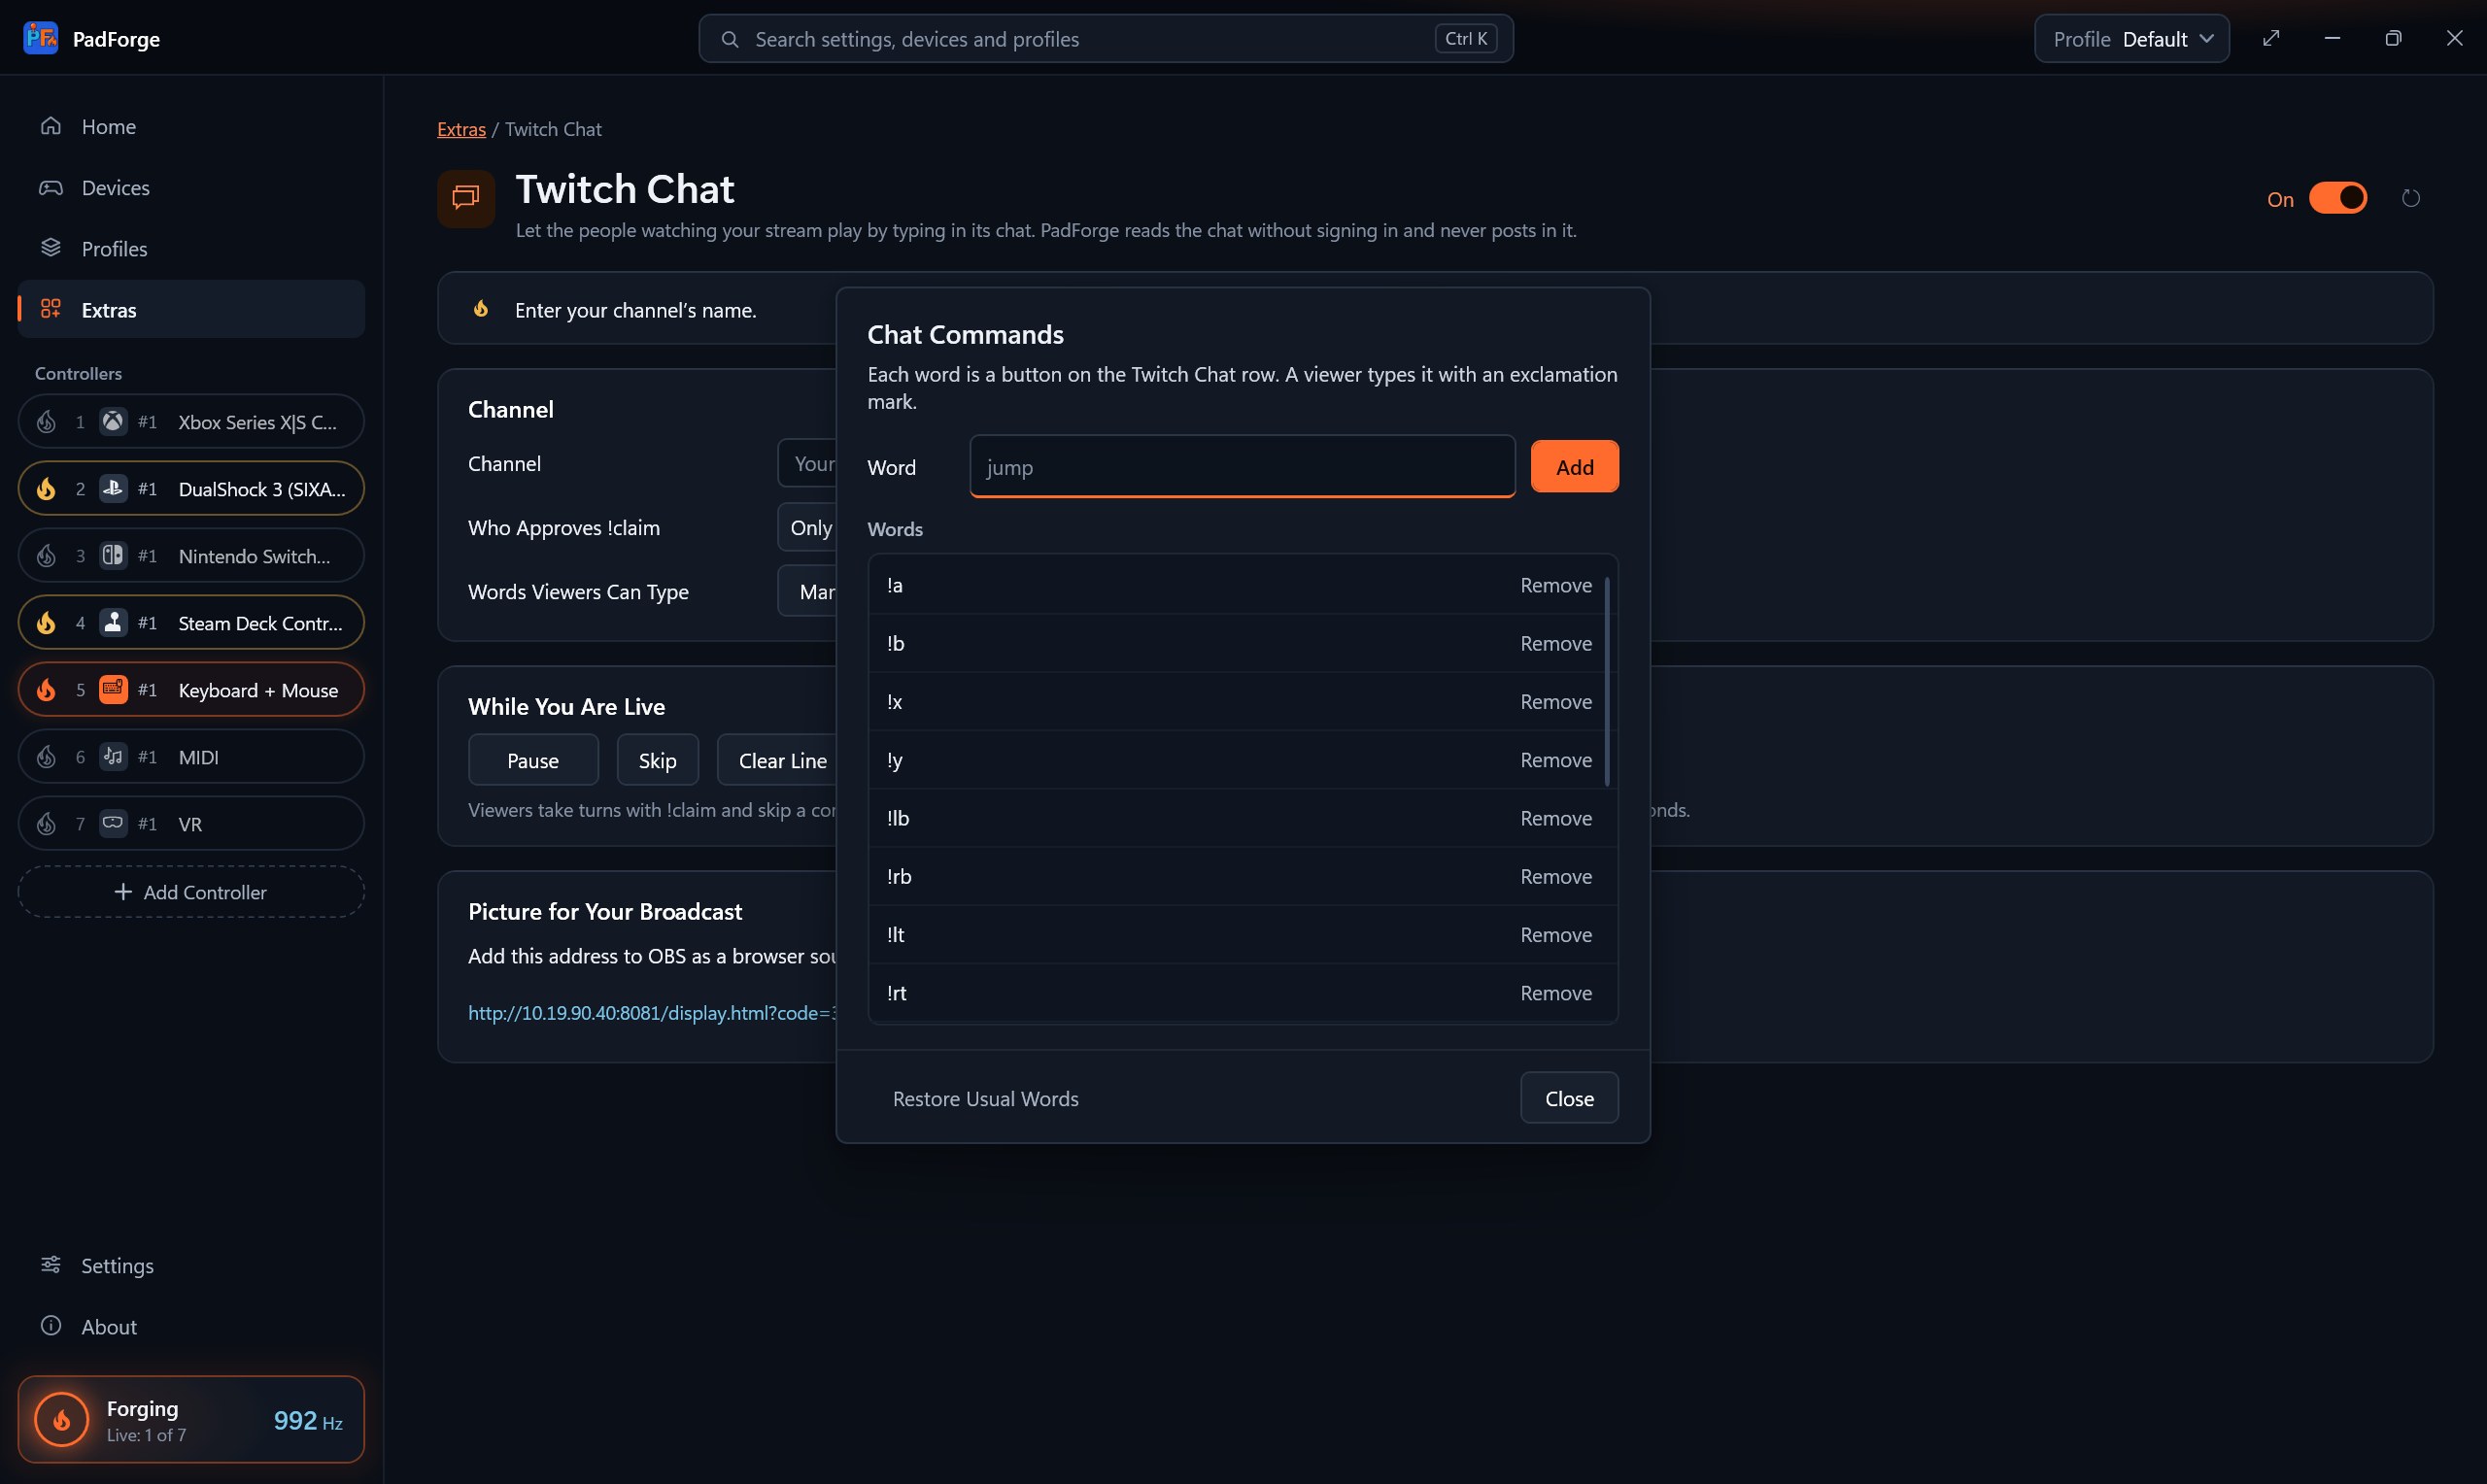 PadForge
Search settings, devices and profiles
Ctrl K
Profile Default
Home
Devices
Profiles
Extras
Controllers
1 #1 Xbox Series X|S C...
2 #1 DualShock 3 (SIXA...
3 #1 Nintendo Switch...
4 #1 Steam Deck Contr...
5 #1 Keyboard + Mouse
6 #1 MIDI
7 #1 VR
+ Add Controller
Settings
About
Forging
Live: 1 of 7
992 Hz
Extras / Twitch Chat
Twitch Chat
Let the people watching your stream play by typing in its chat. PadForge reads the chat without signing in and never posts in it.
On
Enter your channel’s name.
Channel
Channel
Your
Who Approves !claim
Only
Words Viewers Can Type
Mar
While You Are Live
Pause
Skip
Clear Line
Viewers take turns with !claim and skip a cor
onds.
Picture for Your Broadcast
Add this address to OBS as a browser sou
http://10.19.90.40:8081/display.html?code=3
Chat Commands
Each word is a button on the Twitch Chat row. A viewer types it with an exclamation
mark.
Word
jump
Add
Words
!a Remove
!b Remove
!x Remove
!y Remove
!lb Remove
!rb Remove
!lt Remove
!rt Remove
Restore Usual Words
Close